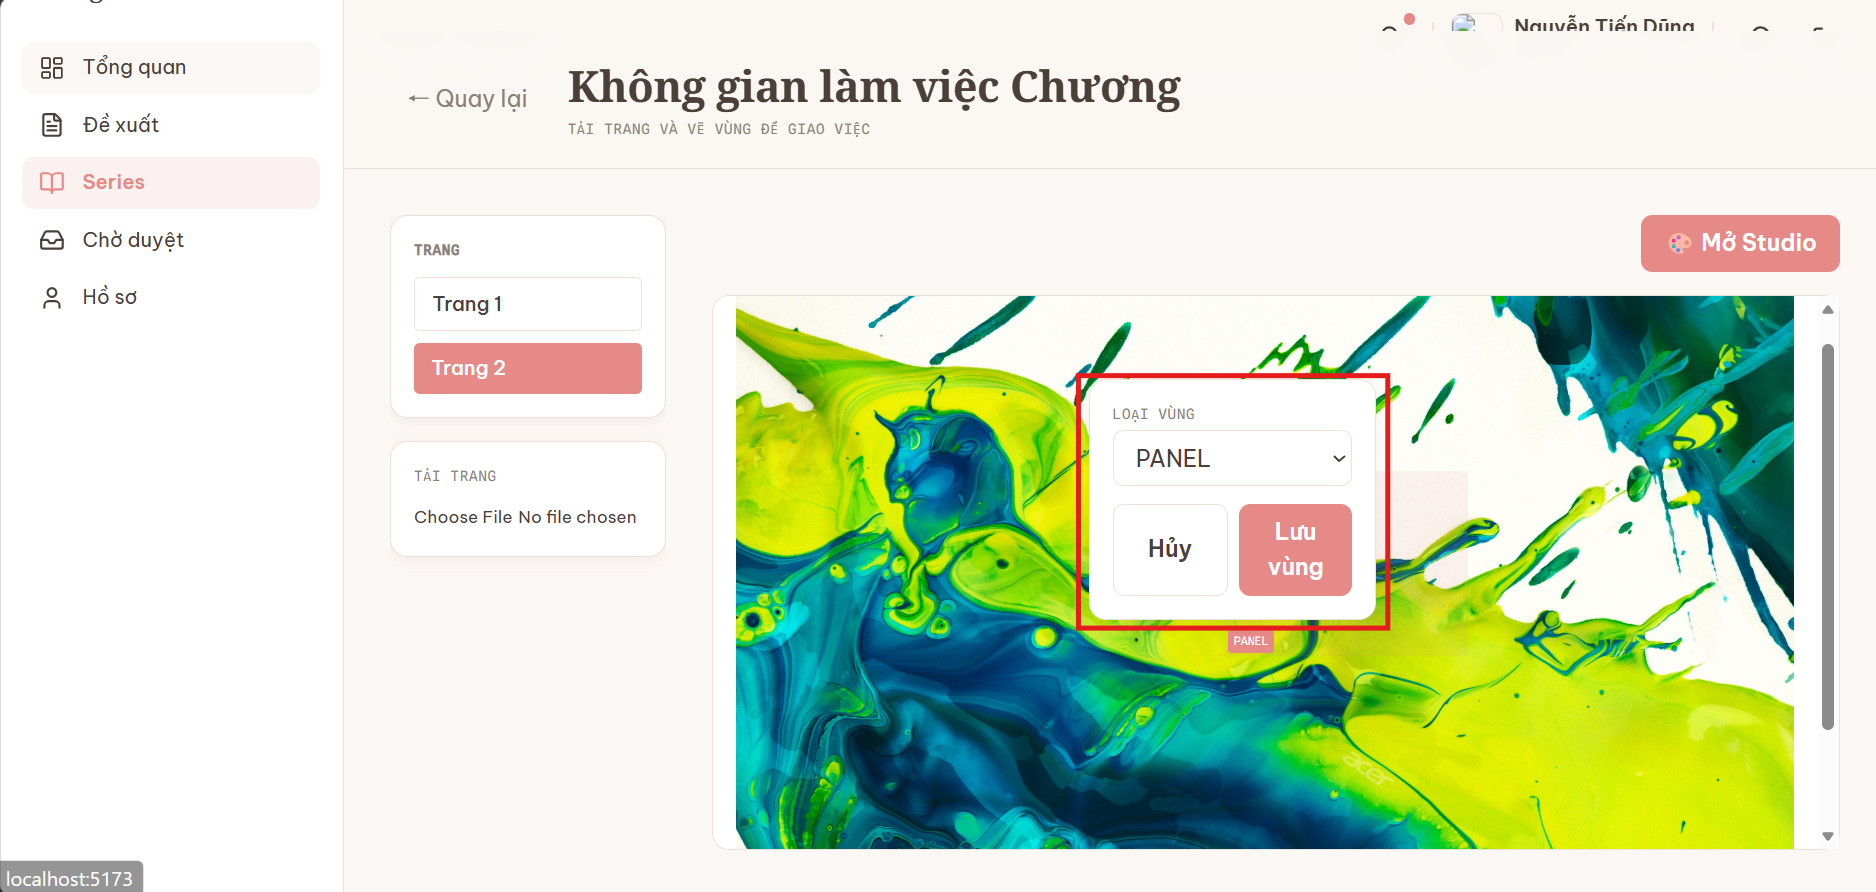 Nguyễn Tiến Dũng
Tổng quan
Đề xuất
Series
Chờ duyệt
Hồ sơ
← Quay lại
Không gian làm việc Chương
TẢI TRANG VÀ VẼ VÙNG ĐỂ GIAO VIỆC
TRANG
Trang 1
Trang 2
TẢI TRANG
Choose File No file chosen
Mở Studio
LOẠI VÙNG
PANEL
Hủy
Lưu
vùng
PANEL
acer
localhost:5173